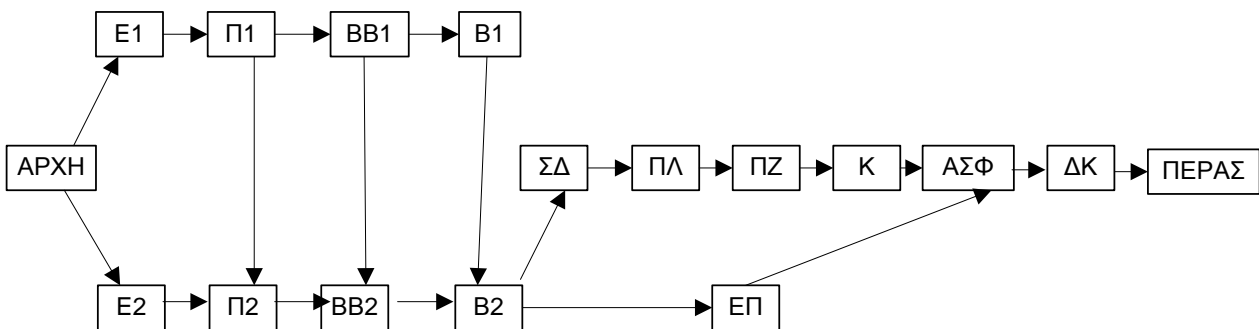 Ε1 Π1 ΒΒ1 Β1
ΑΡΧΗ ΣΔ ΠΛ ΠΖ Κ ΑΣΦ ΔΚ ΠΕΡΑΣ
Ε2 Π2 ΒΒ2 Β2 ΕΠ